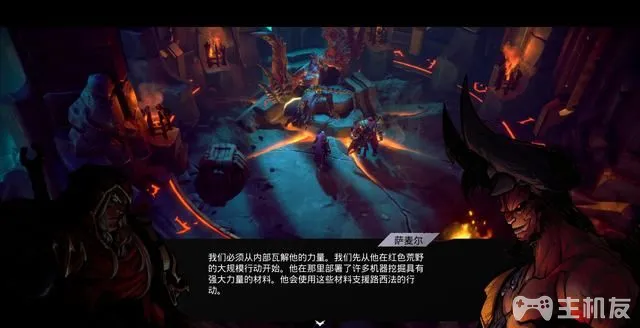 萨麦尔
我们必须从内部瓦解他的力量。我们先从他在红色荒野
的大规模行动开始。他在那里部署了许多机器挖掘具有
强大力量的材料。他会使用这些材料支援路西法的行
动。
主机友